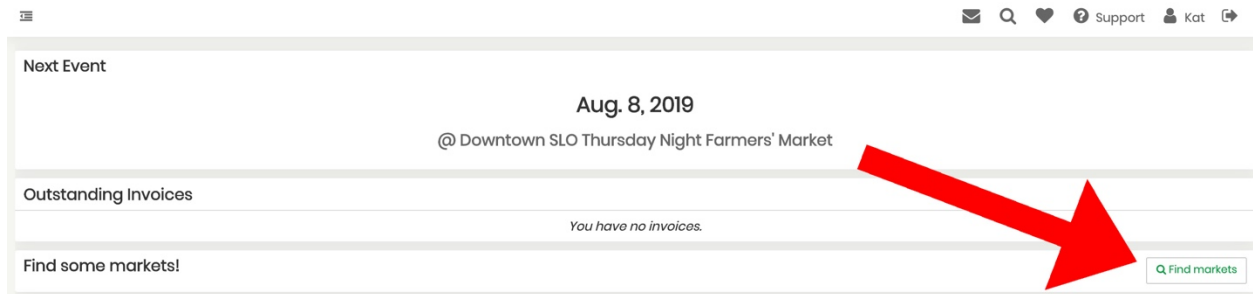 Support Kat
Next Event
Aug. 8, 2019
@ Downtown SLO Thursday Night Farmers' Market
Outstanding Invoices
You have no invoices.
Find some markets!
Find markets